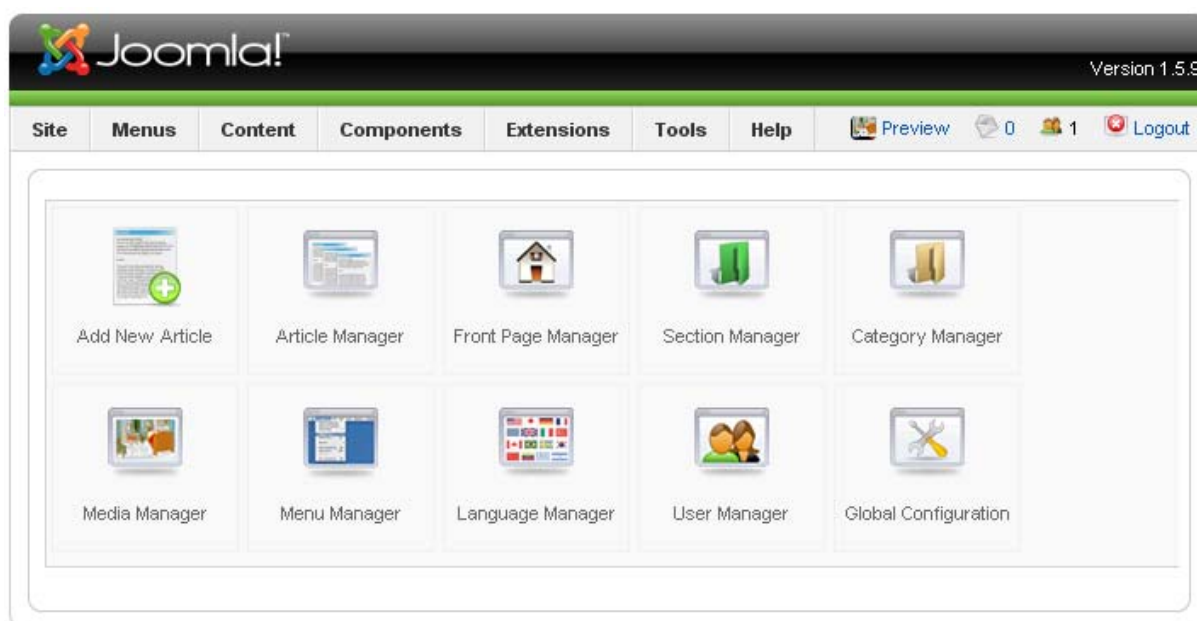 Joomla!™
Version 1.5.9
Site Menus Content Components Extensions Tools Help Preview 0 1 Logout
Add New Article Article Manager Front Page Manager Section Manager Category Manager
Media Manager Menu Manager Language Manager User Manager Global Configuration